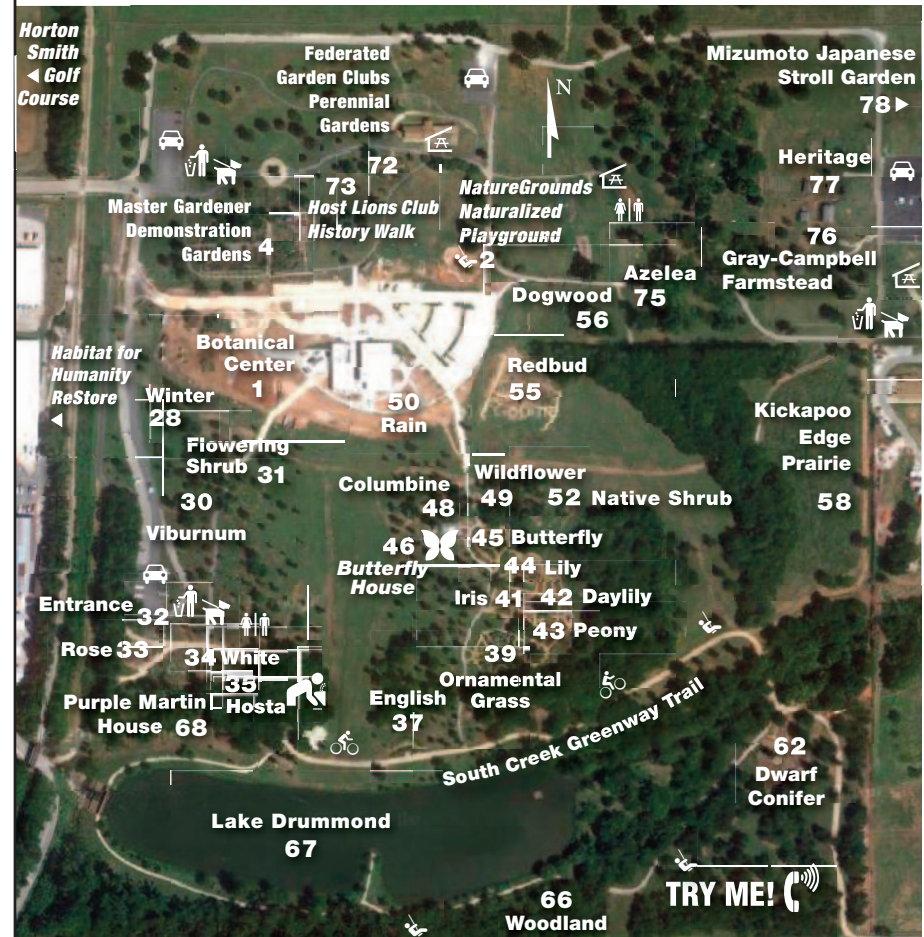 Horton
Smith
Golf
Course
Federated
Garden Clubs
Perennial
Gardens
72
N
Mizumoto Japanese
Stroll Garden
78
Heritage
77
73
Host Lions Club
History Walk
NatureGrounds
Naturalized
Playground
2
Master Gardener
Demonstration
Gardens 4
76
Gray-Campbell
Farmstead
Azelea
75
Dogwood
56
Habitat for
Humanity
ReStore
Botanical
Center
1
Redbud
55
50
Rain
Winter
28
Flowering
Shrub 31
30
Viburnum
Kickapoo
Edge
Prairie
58
Columbine
48
Wildflower
49
52 Native Shrub
46
Butterfly
House
45 Butterfly
44 Lily
Iris 41
42 Daylily
43 Peony
39
Ornamental
Grass
Entrance
32
Rose 33
34 White
35
Hosta
Purple Martin
House 68
English
37
South Creek Greenway Trail
62
Dwarf
Conifer
Lake Drummond
67
TRY ME!
66
Woodland